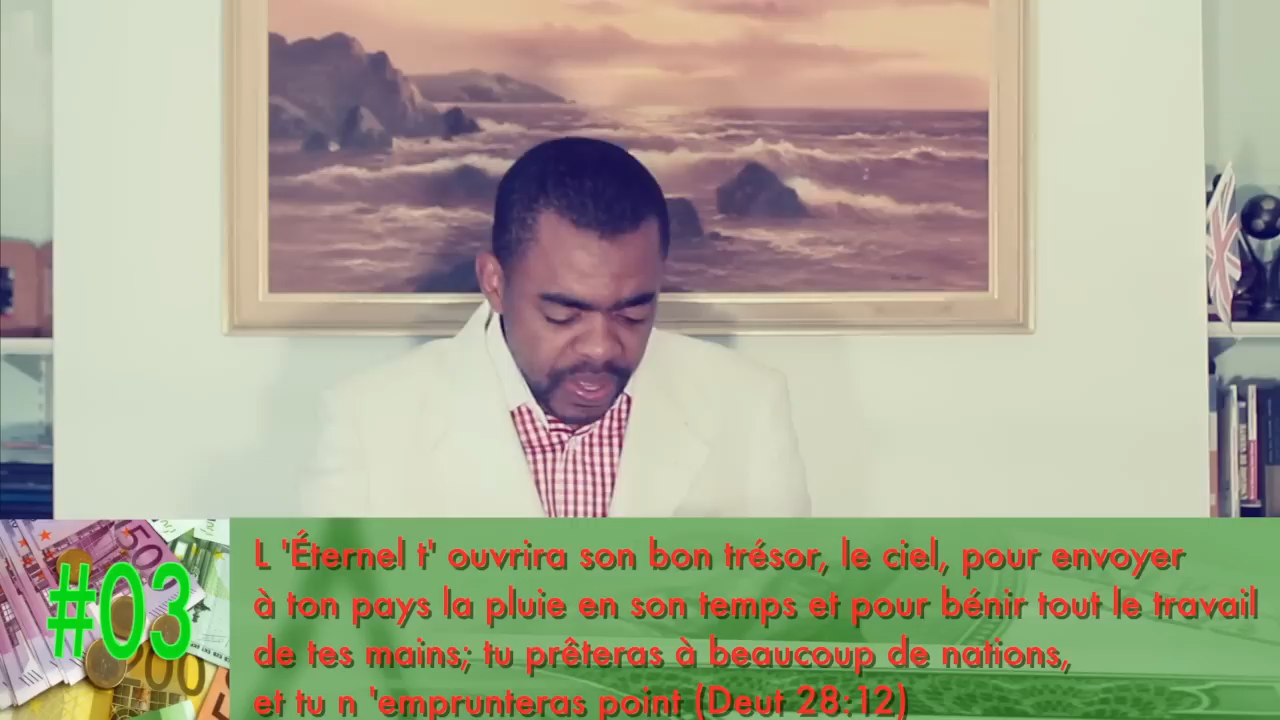 L 'Éternel t' ouvrira son bon trésor, le ciel, pour envoyer
à ton pays la pluie en son temps et pour bénir tout le travail
de tes mains; tu prêteras à beaucoup de nations,
et tu n 'emprunteras point (Deut 28:12)
#03
50
200